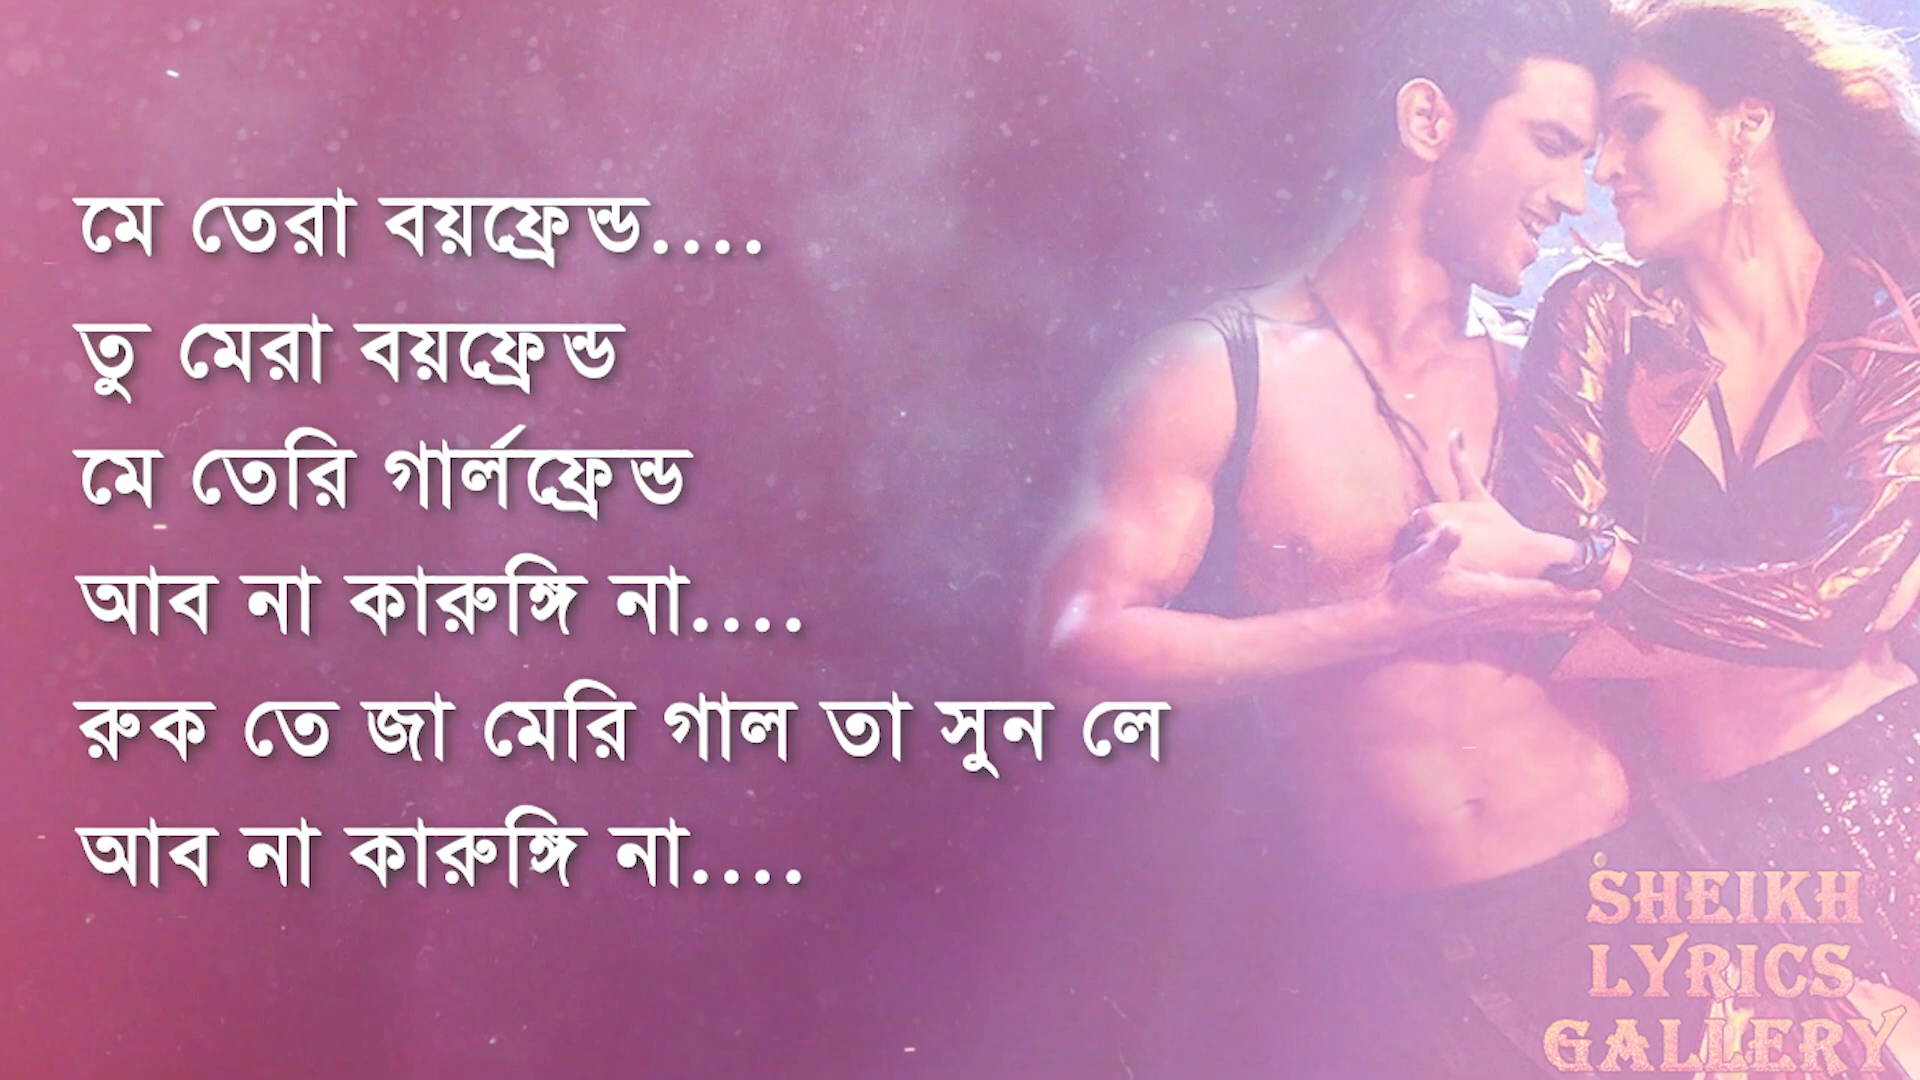 মে তেরা বয়ফ্রেন্ড....
তু মেরা বয়ফ্রেন্ড
মে তেরি গার্লফ্রেন্ড
আব না কারুঙ্গি না....
রুক তে জা মেরি গাল তা সুন লে
আব না কারুঙ্গি না....
SHEIKH
LYRICS
GALLERY